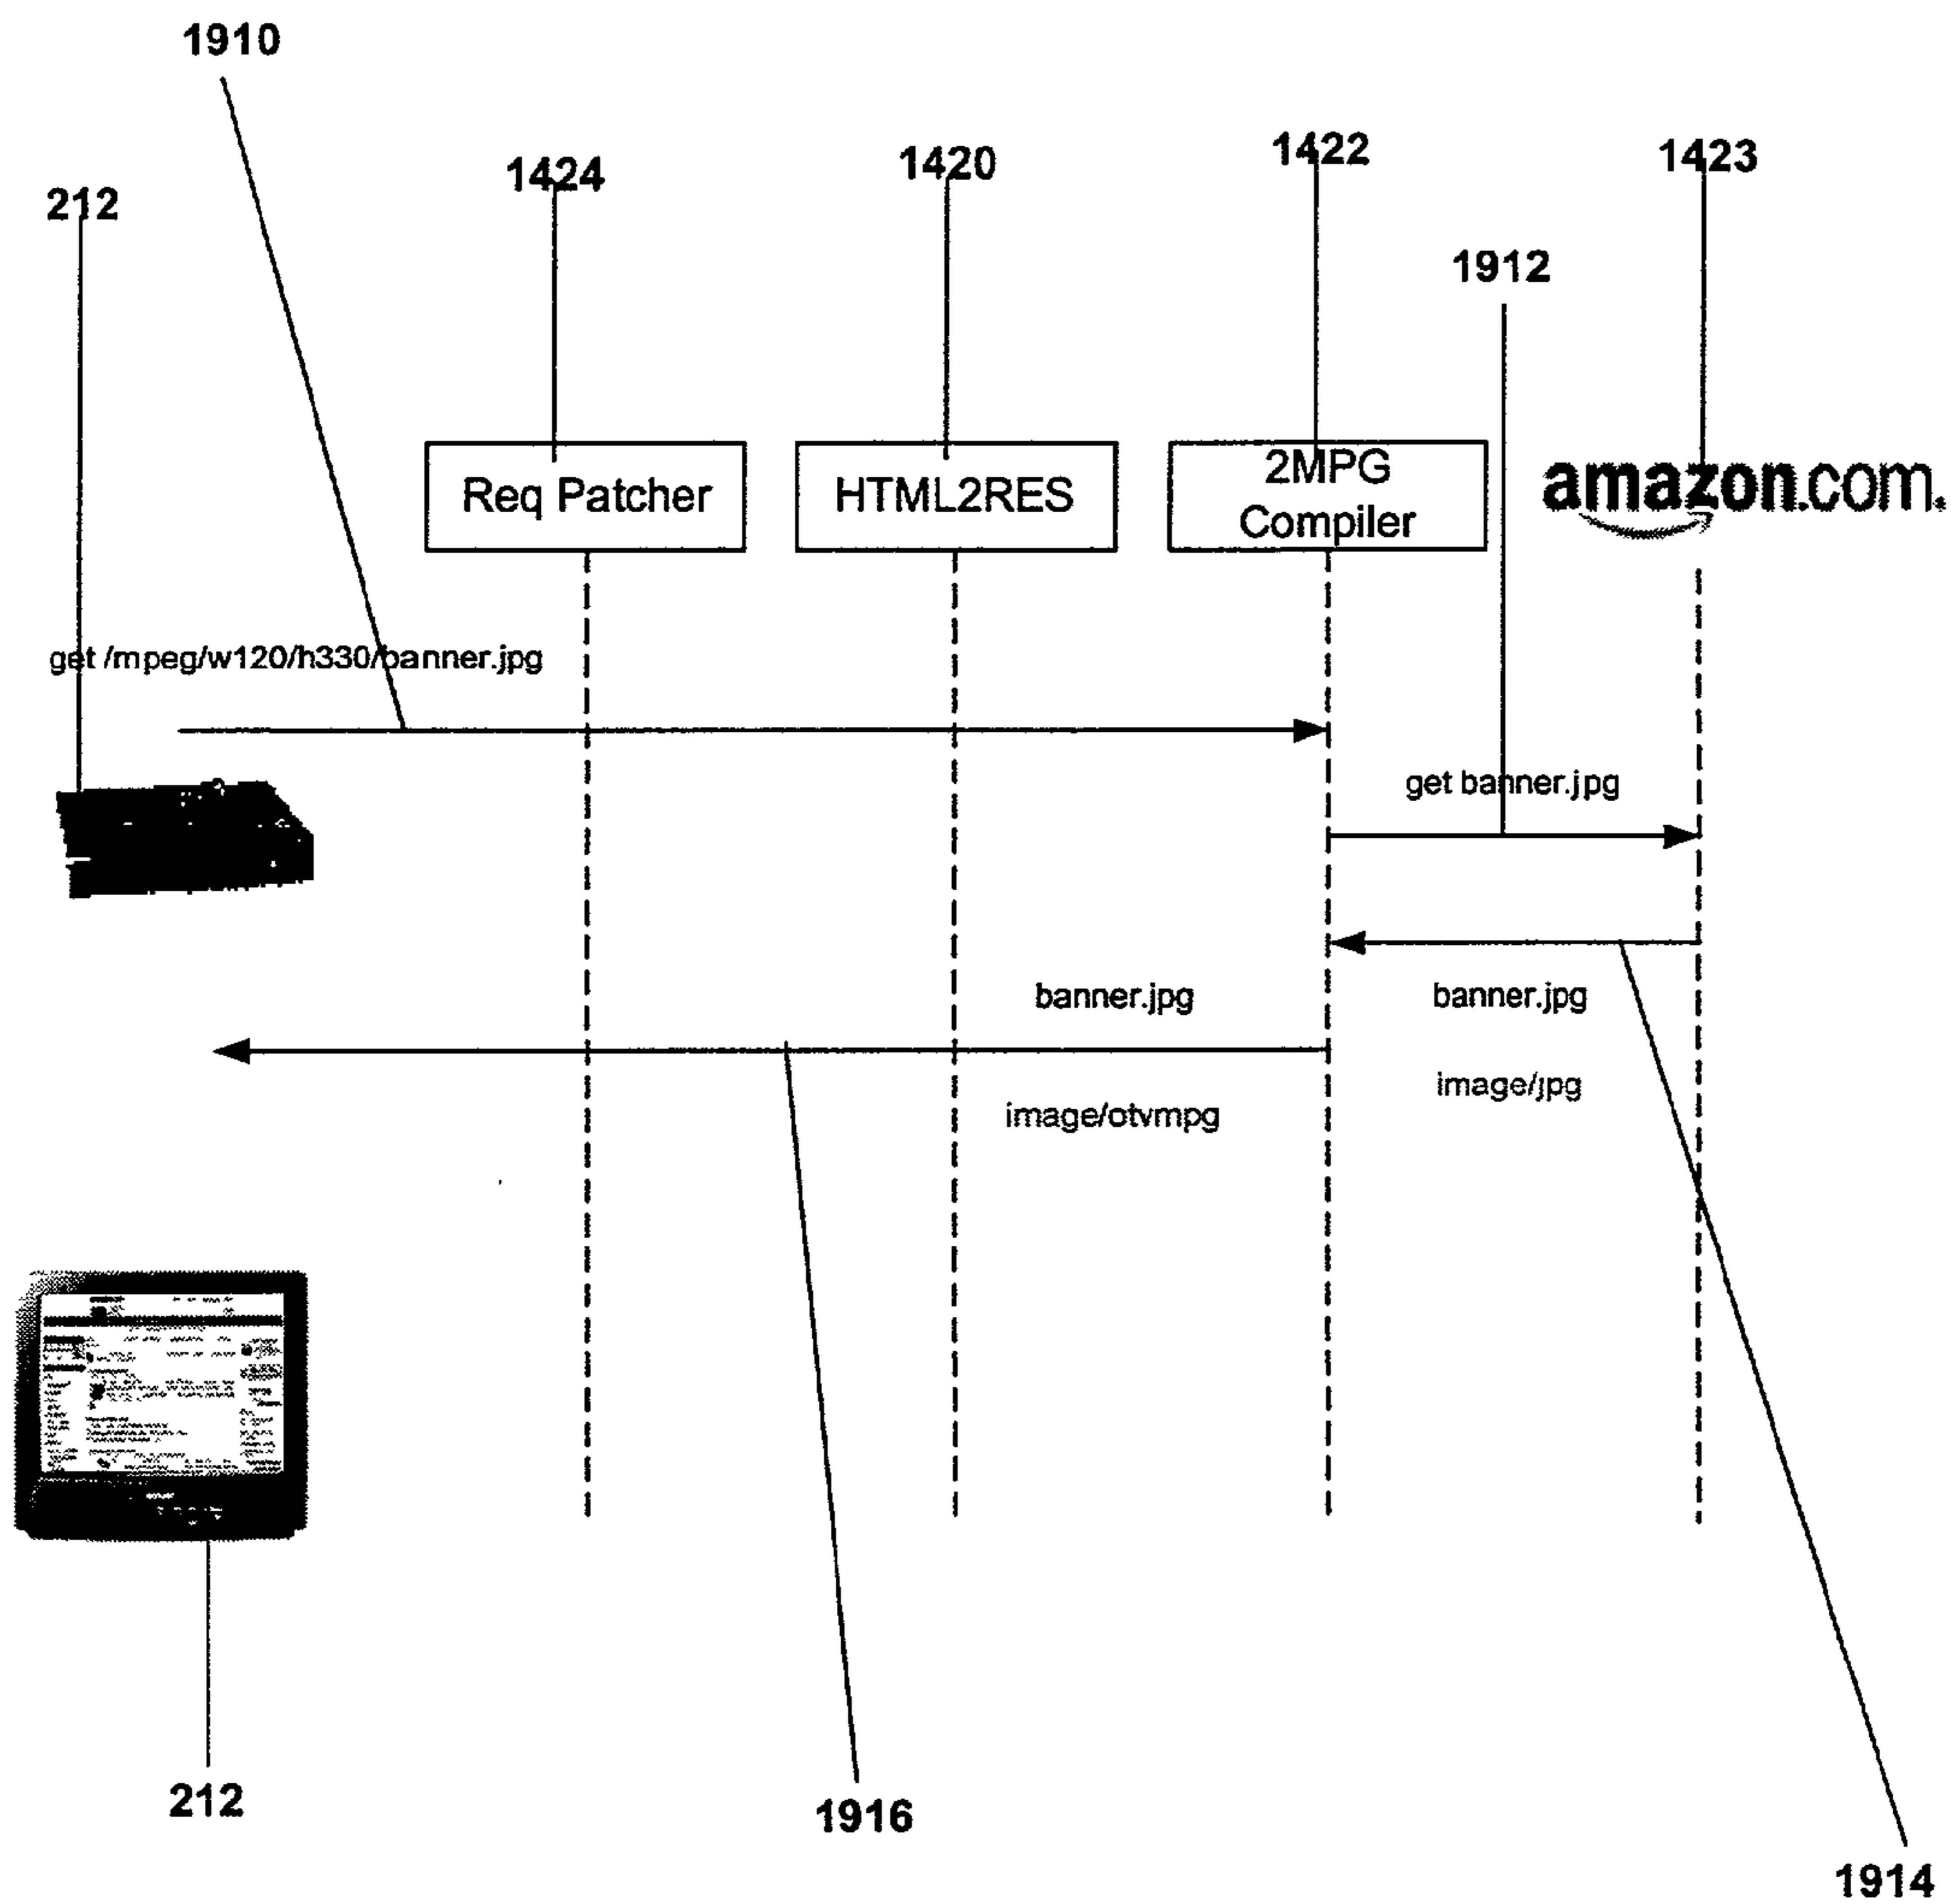 1910
1424
1420
1422
1423
212
1912
Req Patcher
HTML2RES
2MPG
Compiler
amazon.com.
get /mpeg/w120/h330/banner.jpg
get banner.jpg
banner.jpg
banner.jpg
image/jpg
image/otvmpg
212
1916
1914